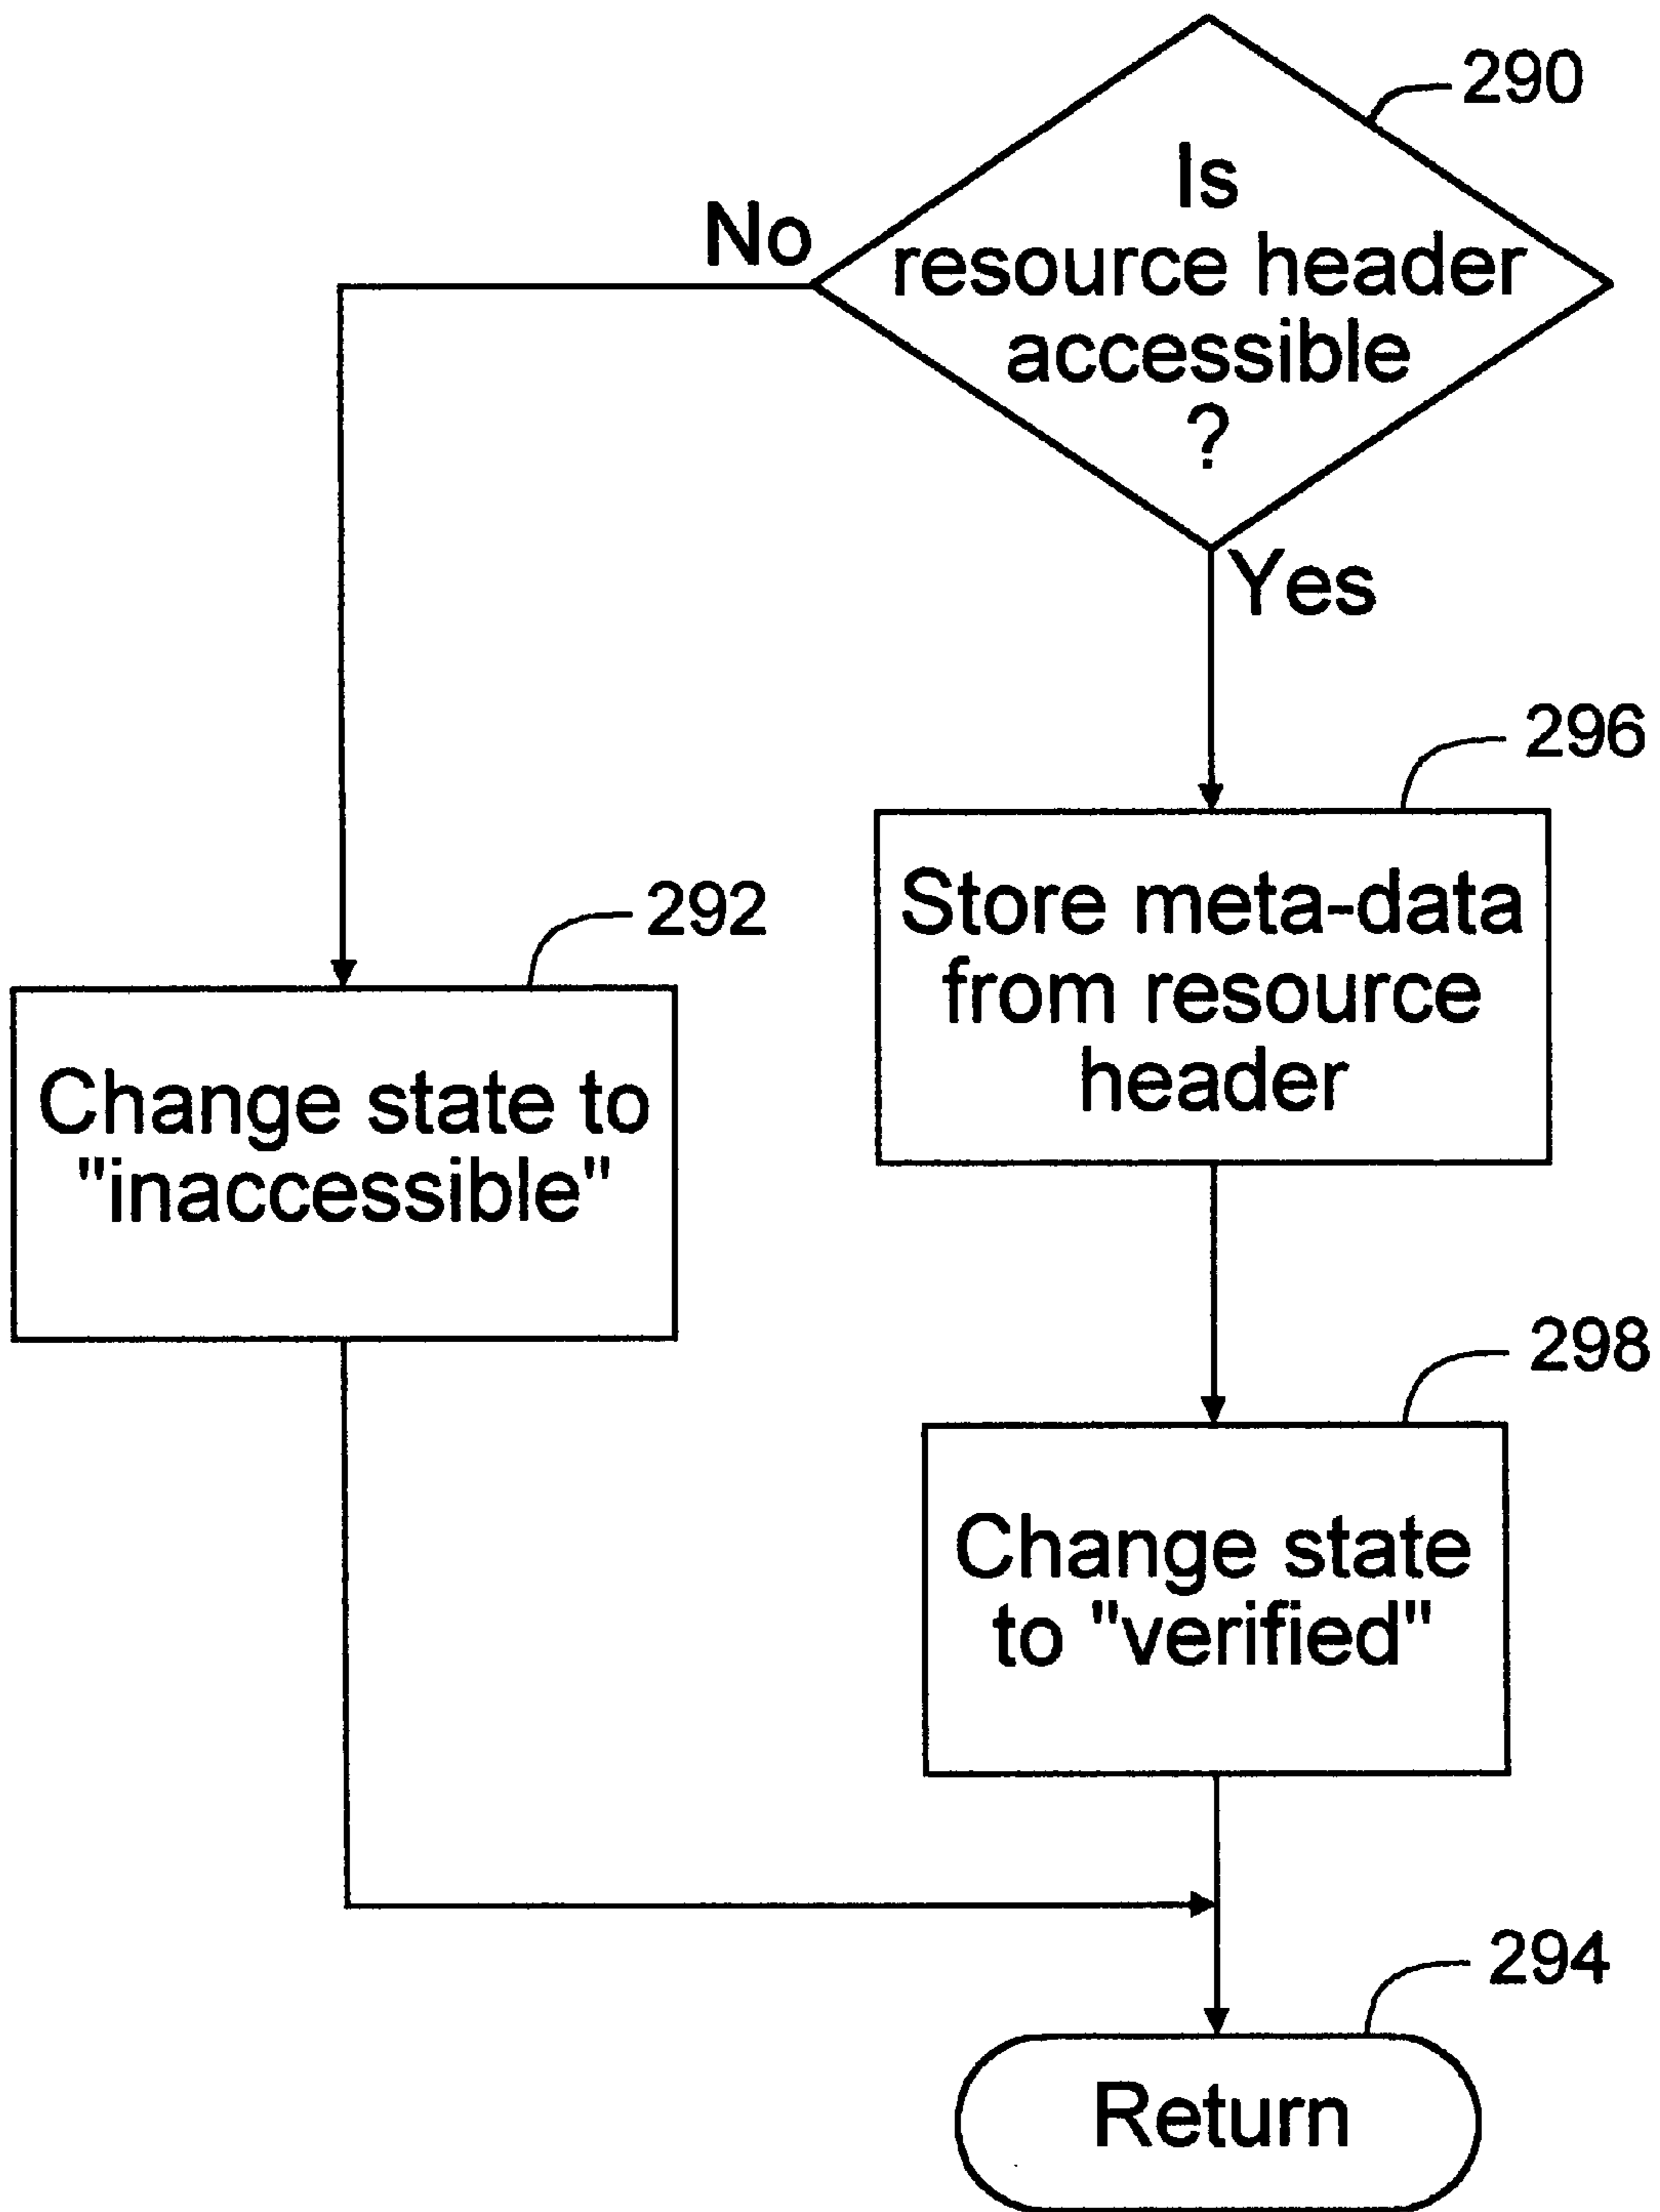 290
Is
resource header
accessible
?
No
Yes
296
Store meta-data
from resource
header
292
Change state to
"inaccessible"
298
Change state
to "verified"
294
Return